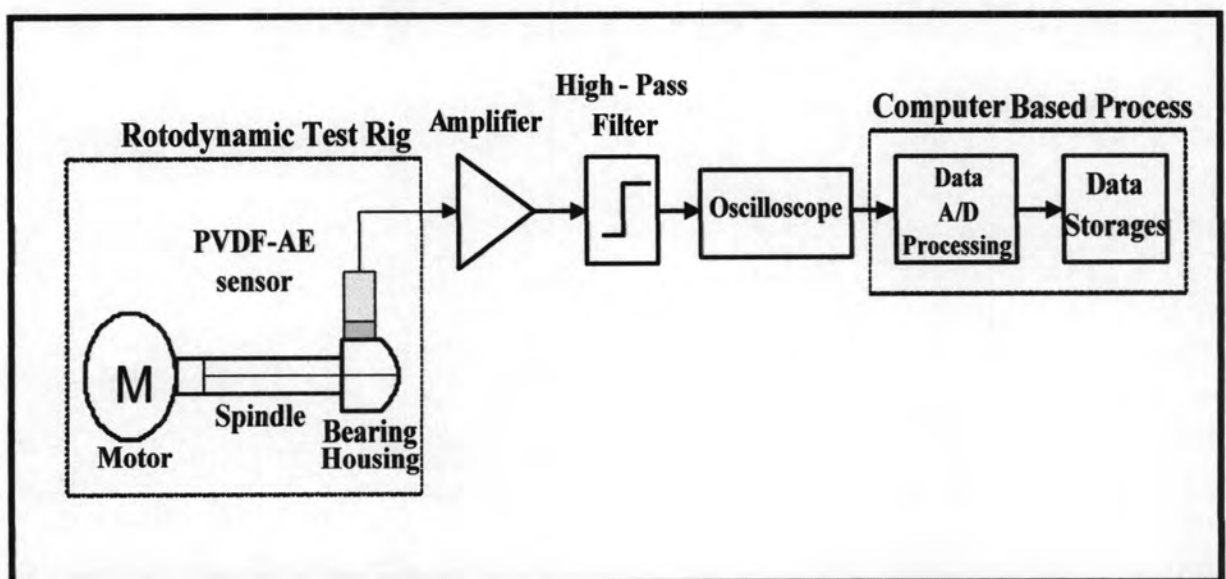 Rotodynamic Test Rig
PVDF-AE
sensor
M
Motor
Spindle
Bearing
Housing
Amplifier
High - Pass
Filter
Oscilloscope
Computer Based Process
Data
A/D
Processing
Data
Storages